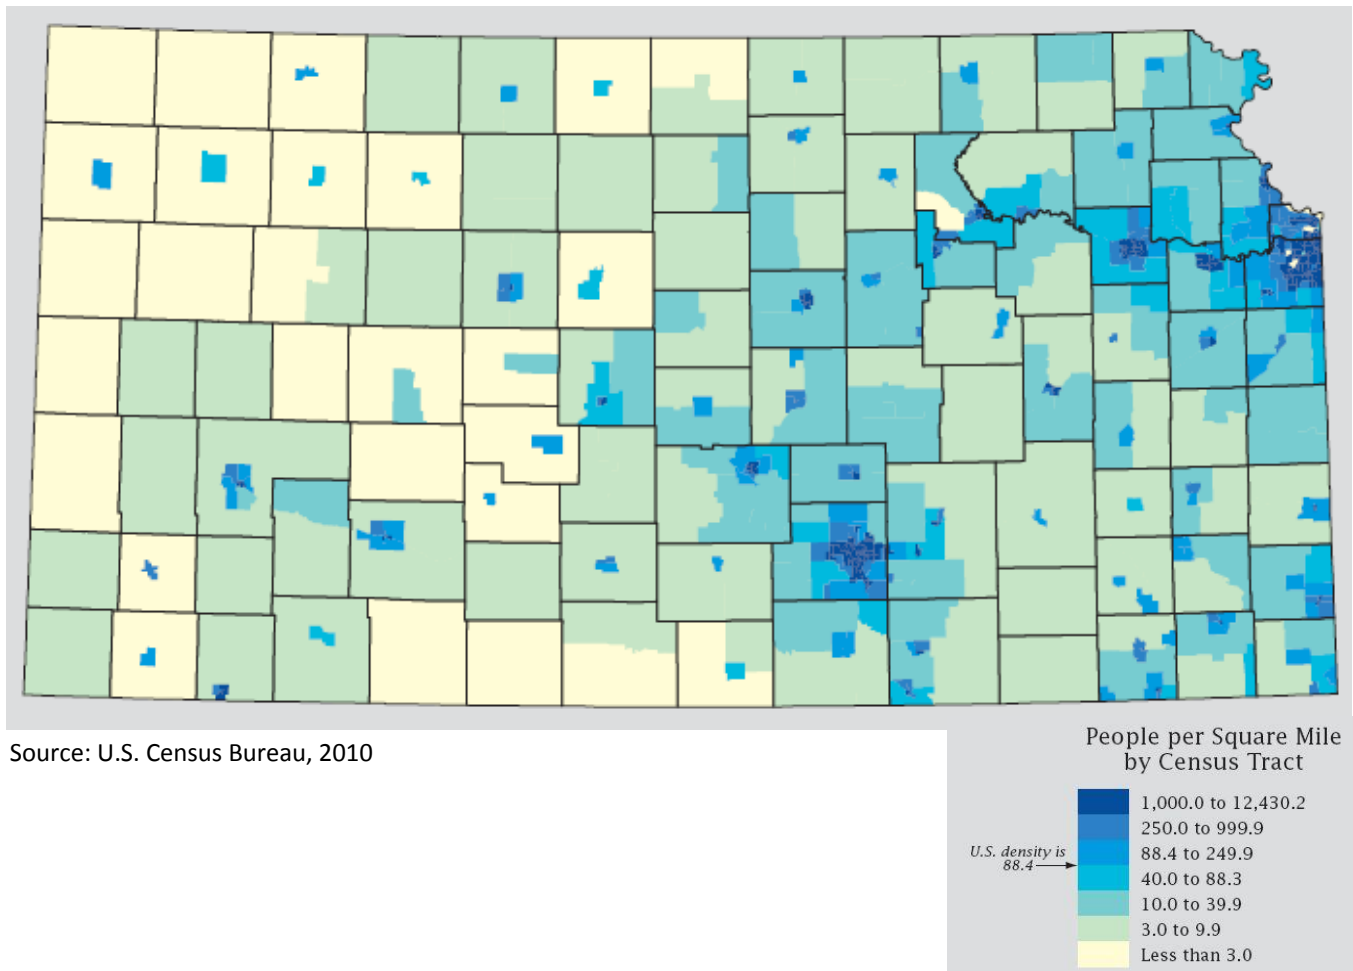 Source: U.S. Census Bureau, 2010
People per Square Mile
by Census Tract
1,000.0 to 12,430.2
250.0 to 999.9
U.S. density is
88.4
88.4 to 249.9
40.0 to 88.3
10.0 to 39.9
3.0 to 9.9
Less than 3.0